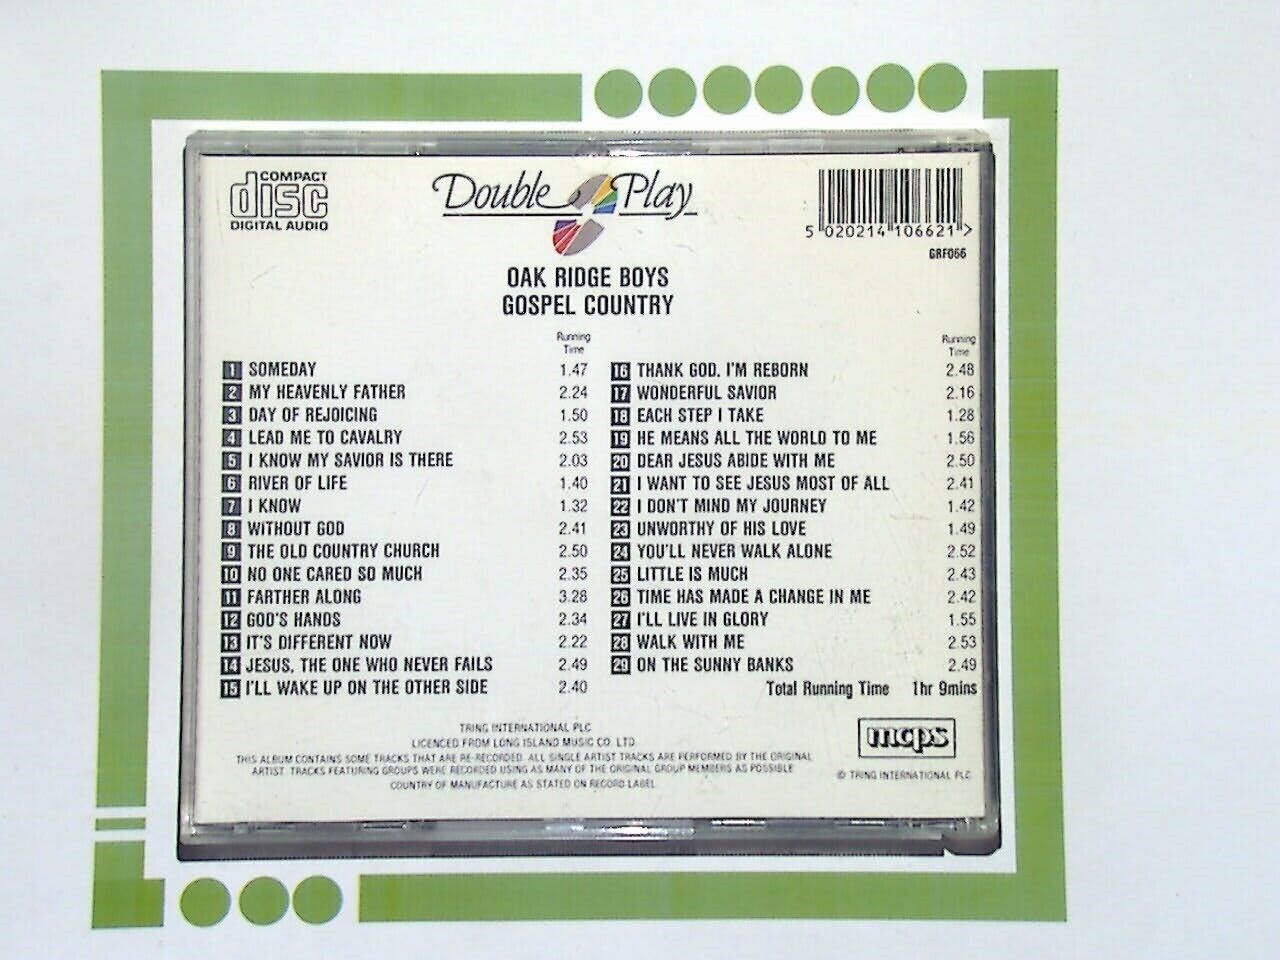 COMPACT
disc
DIGITAL AUDIO
Double Play
5 020214 106621 >
GRF066
OAK RIDGE BOYS
GOSPEL COUNTRY
Running
Time
1 SOMEDAY 1.47
2 MY HEAVENLY FATHER 2.24
3 DAY OF REJOICING 1.50
4 LEAD ME TO CAVALRY 2.53
5 I KNOW MY SAVIOR IS THERE 2.03
6 RIVER OF LIFE 1.40
7 I KNOW 1.32
8 WITHOUT GOD 2.41
9 THE OLD COUNTRY CHURCH 2.50
10 NO ONE CARED SO MUCH 2.35
11 FARTHER ALONG 3.28
12 GOD'S HANDS 2.34
13 IT'S DIFFERENT NOW 2.22
14 JESUS, THE ONE WHO NEVER FAILS 2.49
15 I'LL WAKE UP ON THE OTHER SIDE 2.40
Running
Time
16 THANK GOD, I'M REBORN 2.48
17 WONDERFUL SAVIOR 2.16
18 EACH STEP I TAKE 1.28
19 HE MEANS ALL THE WORLD TO ME 1.56
20 DEAR JESUS ABIDE WITH ME 2.50
21 I WANT TO SEE JESUS MOST OF ALL 2.41
22 I DON'T MIND MY JOURNEY 1.42
23 UNWORTHY OF HIS LOVE 1.49
24 YOU'LL NEVER WALK ALONE 2.52
25 LITTLE IS MUCH 2.43
26 TIME HAS MADE A CHANGE IN ME 2.42
27 I'LL LIVE IN GLORY 1.55
28 WALK WITH ME 2.53
29 ON THE SUNNY BANKS 2.49
Total Running Time 1hr 9mins
TRING INTERNATIONAL PLC
LICENCED FROM LONG ISLAND MUSIC CO. LTD.
THIS ALBUM CONTAINS SOME TRACKS THAT ARE RE-RECORDED. ALL SINGLE ARTIST TRACKS ARE PERFORMED BY THE ORIGINAL
ARTIST. TRACKS FEATURING GROUPS WERE RECORDED USING AS MANY OF THE ORIGINAL GROUP MEMBERS AS POSSIBLE
COUNTRY OF MANUFACTURE AS STATED ON RECORD LABEL
mcps
© TRING INTERNATIONAL PLC